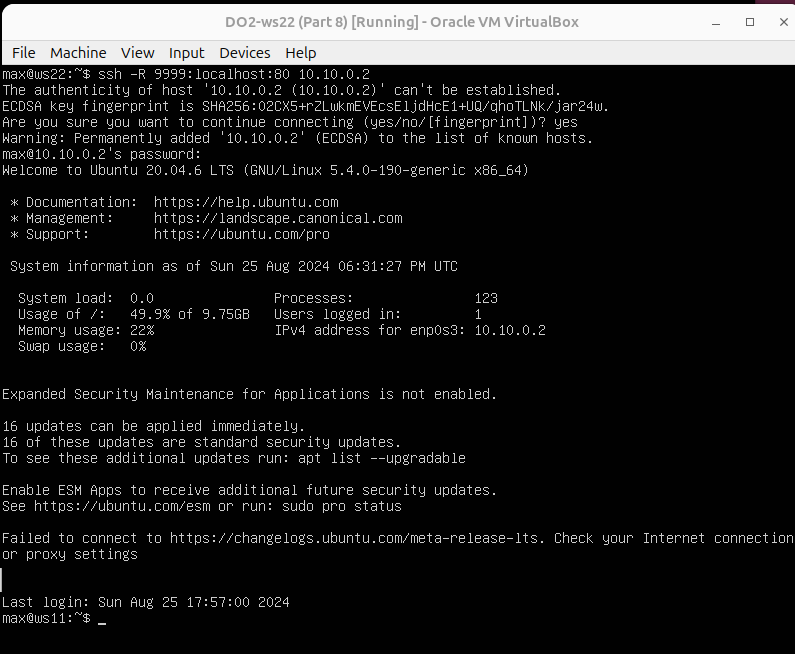 DO2-ws22 (Part 8) [Running] - Oracle VM VirtualBox
File Machine View Input Devices Help
max@ws22:~$ ssh -R 9999:localhost:80 10.10.0.2
The authenticity of host '10.10.0.2 (10.10.0.2)' can't be established.
ECDSA key fingerprint is SHA256:02CX5+rZLwkmEVEcsEljdHcE1+UQ/qhoTLNk/jar24w.
Are you sure you want to continue connecting (yes/no/[fingerprint])? yes
Warning: Permanently added '10.10.0.2' (ECDSA) to the list of known hosts.
max@10.10.0.2's password:
Welcome to Ubuntu 20.04.6 LTS (GNU/Linux 5.4.0-190-generic x86_64)
* Documentation:  https://help.ubuntu.com
* Management:     https://landscape.canonical.com
* Support:        https://ubuntu.com/pro
System information as of Sun 25 Aug 2024 06:31:27 PM UTC
System load:  0.0                Processes:               123
Usage of /:   49.9% of 9.75GB   Users logged in:         1
Memory usage: 22%               IPv4 address for enp0s3: 10.10.0.2
Swap usage:   0%
Expanded Security Maintenance for Applications is not enabled.
16 updates can be applied immediately.
16 of these updates are standard security updates.
To see these additional updates run: apt list --upgradable
Enable ESM Apps to receive additional future security updates.
See https://ubuntu.com/esm or run: sudo pro status
Failed to connect to https://changelogs.ubuntu.com/meta-release-lts. Check your Internet connection
or proxy settings
Last login: Sun Aug 25 17:57:00 2024
max@ws11:~$ _